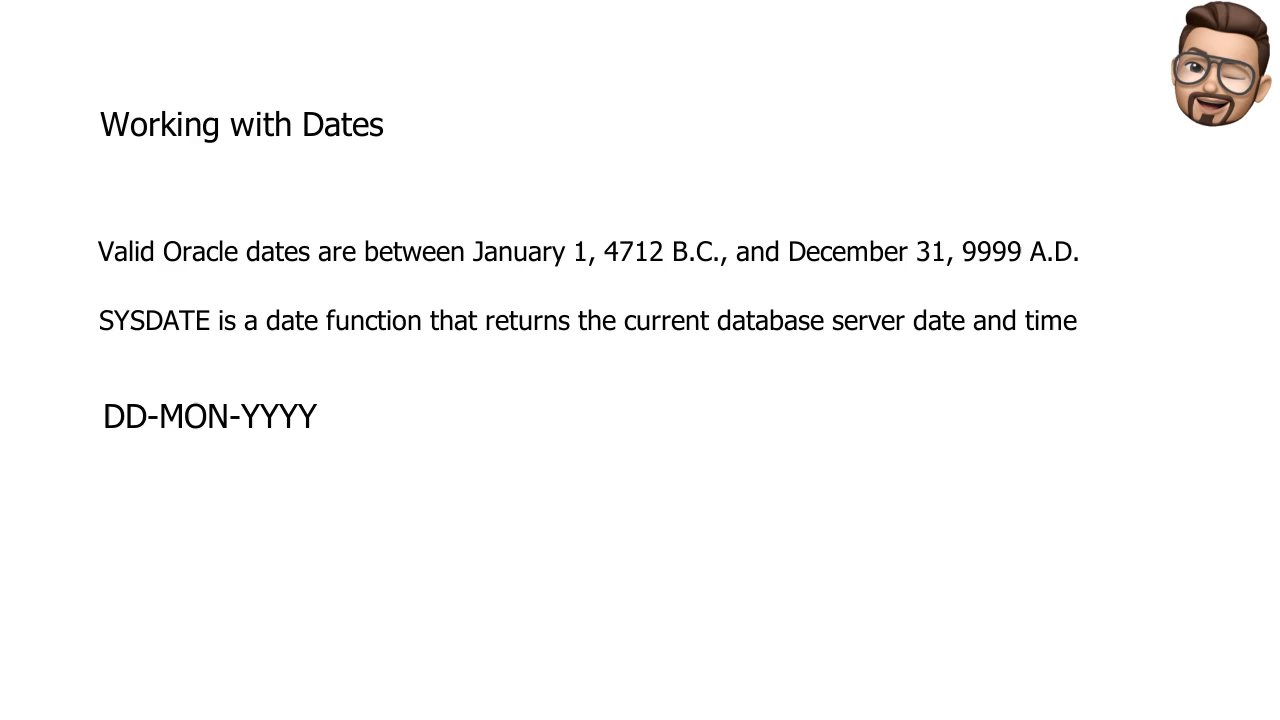 Working with Dates
Valid Oracle dates are between January 1, 4712 B.C., and December 31, 9999 A.D.
SYSDATE is a date function that returns the current database server date and time
DD-MON-YYYY